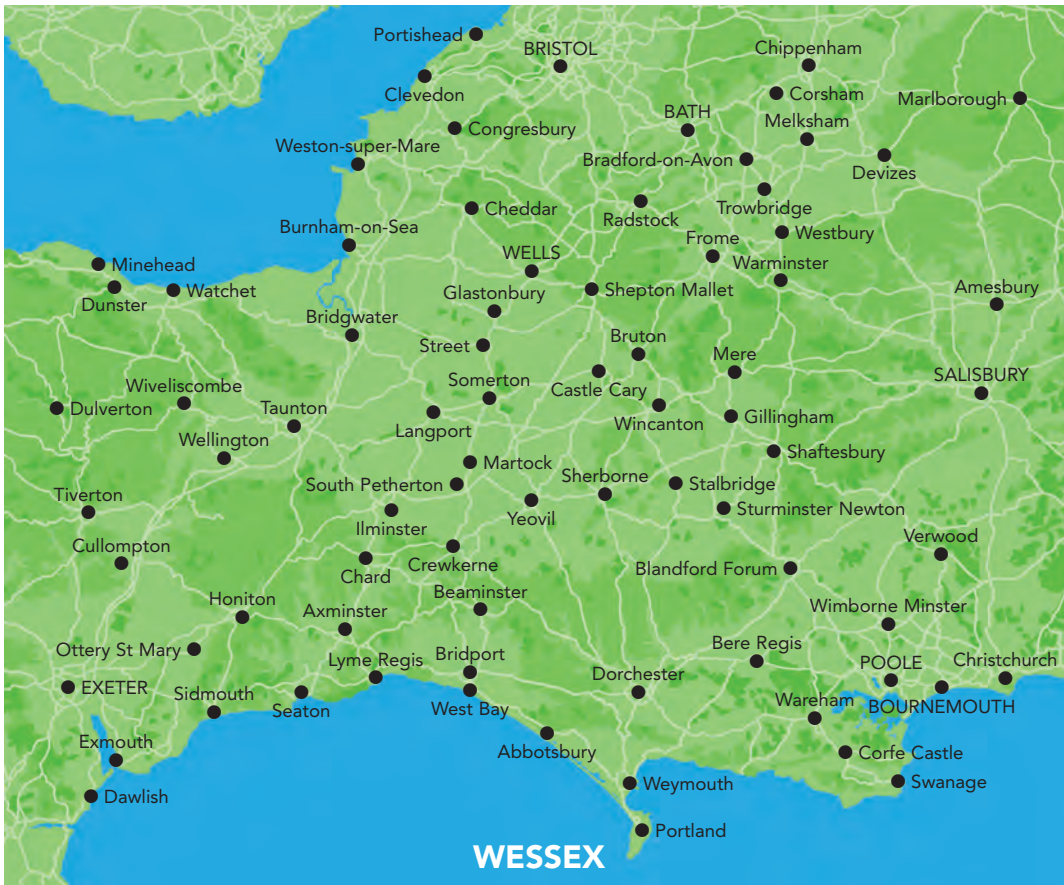 Portishead
BRISTOL
Chippenham
Clevedon
Corsham
Marlborough
BATH
Melksham
Congresbury
Weston-super-Mare
Bradford-on-Avon
Devizes
Cheddar
Radstock
Trowbridge
Burnham-on-Sea
Westbury
Frome
WELLS
Minehead
Warminster
Dunster
Watchet
Glastonbury
Shepton Mallet
Amesbury
Bridgwater
Bruton
Street
Mere
Wiveliscombe
Somerton
Castle Cary
SALISBURY
Dulverton
Taunton
Langport
Wincanton
Gillingham
Wellington
Martock
Sherborne
Shaftesbury
South Petherton
Stalbridge
Tiverton
Ilminster
Yeovil
Sturminster Newton
Cullompton
Verwood
Chard
Crewkerne
Blandford Forum
Beaminster
Honiton
Axminster
Wimborne Minster
Ottery St Mary
Lyme Regis
Bridport
Bere Regis
POOLE
Christchurch
EXETER
Sidmouth
Seaton
West Bay
Dorchester
Wareham
BOURNEMOUTH
Exmouth
Abbotsbury
Corfe Castle
Dawlish
Weymouth
Swanage
Portland
WESSEX